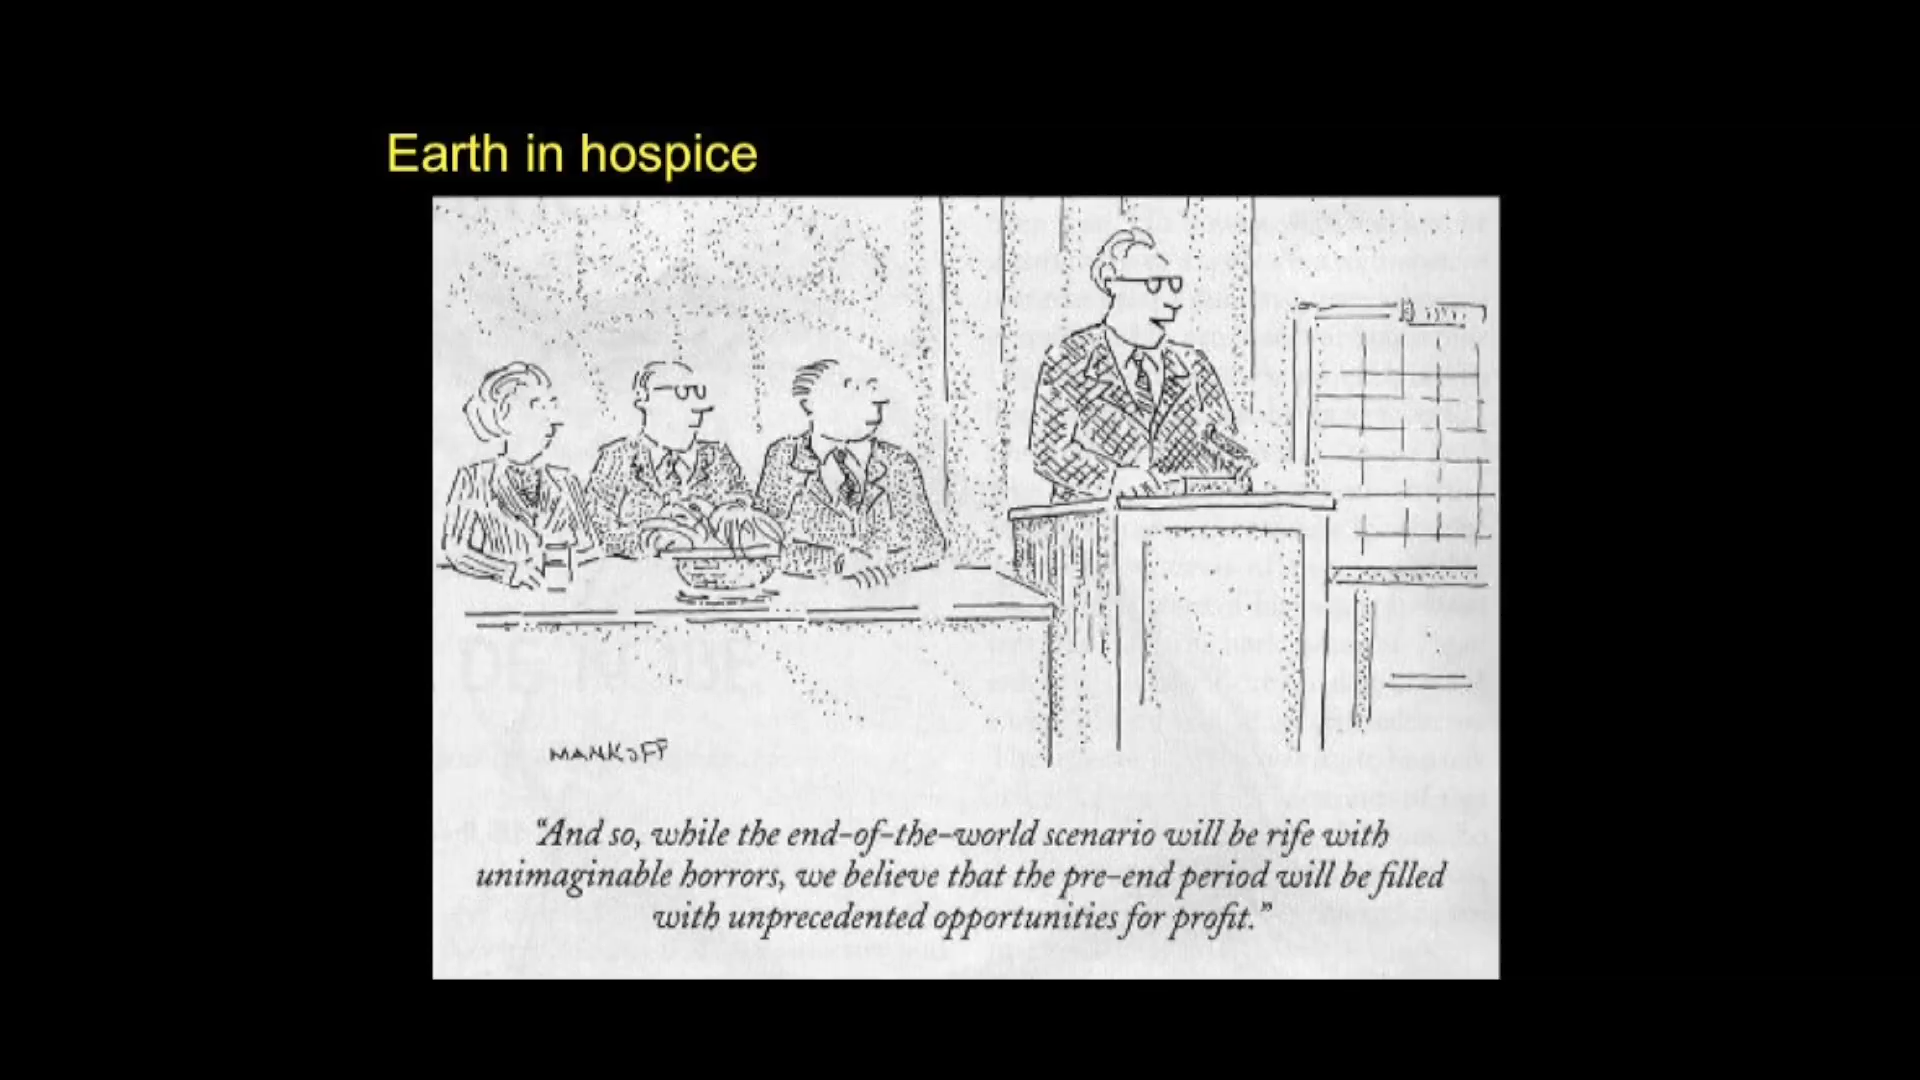 Earth in hospice
MANKOFF
"And so, while the end-of-the-world scenario will be rife with
unimaginable horrors, we believe that the pre-end period will be filled
with unprecedented opportunities for profit."